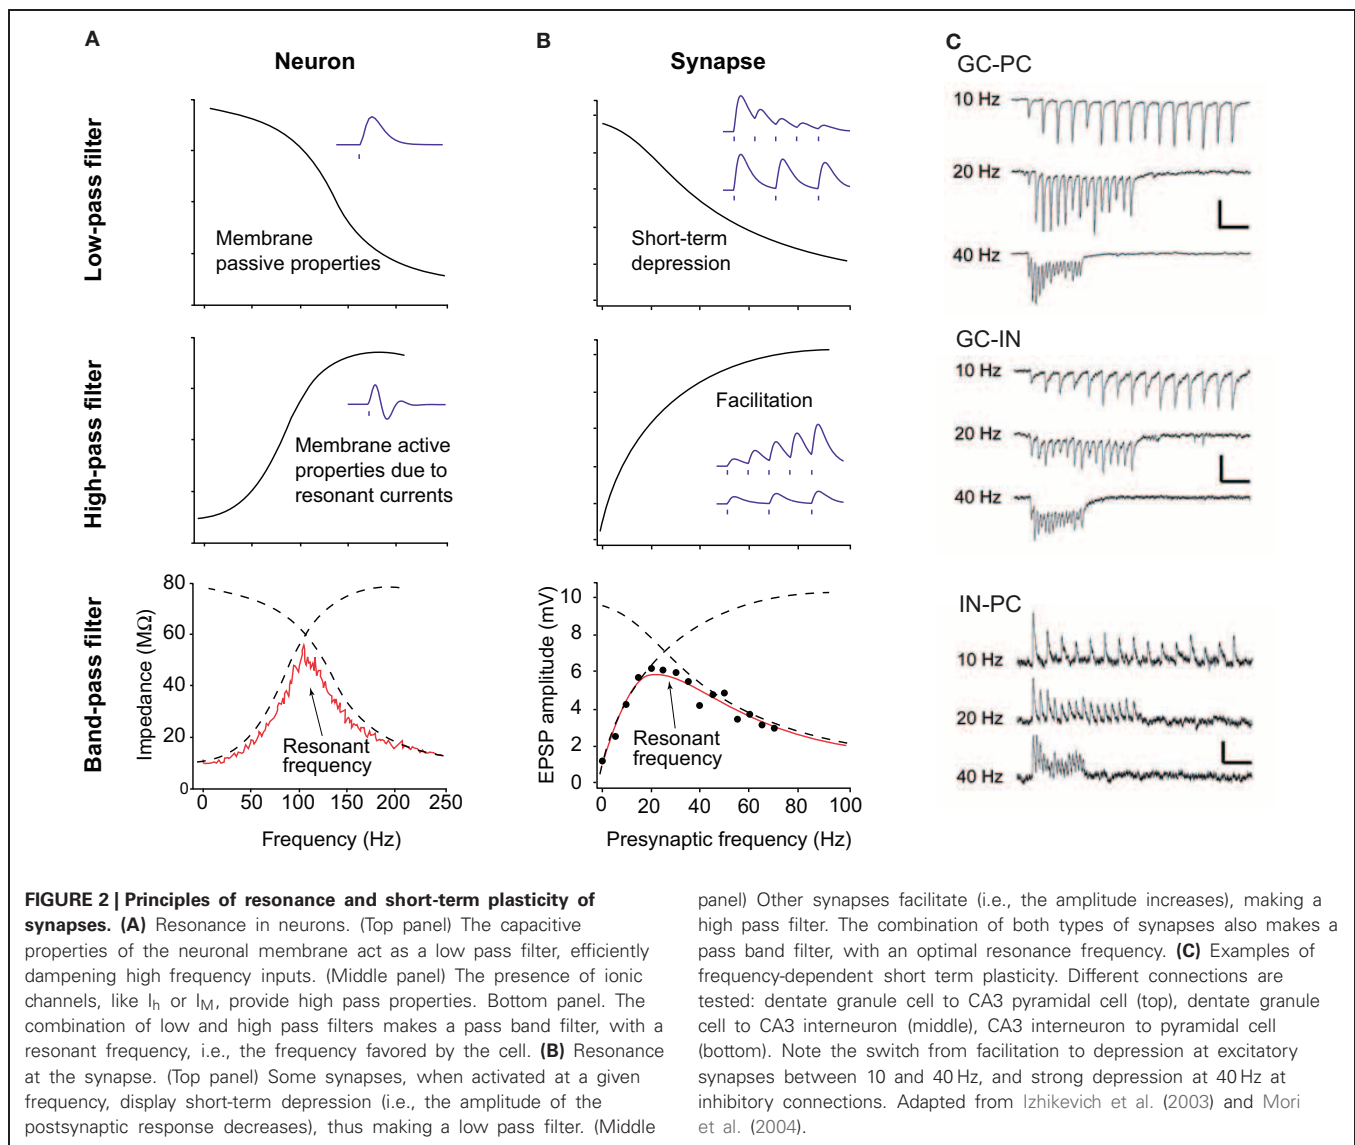 A
Neuron
B
Synapse
C
Low-pass filter
Membrane
passive properties
Short-term
depression
GC-PC
10 Hz
20 Hz
40 Hz
High-pass filter
Membrane active
properties due to
resonant currents
Facilitation
GC-IN
10 Hz
20 Hz
40 Hz
Band-pass filter
Impedance (MΩ)
80
60
40
20
0
Resonant
frequency
0 50 100 150 200 250
Frequency (Hz)
EPSP amplitude (mV)
10
8
6
4
2
0
Resonant
frequency
0 20 40 60 80 100
Presynaptic frequency (Hz)
IN-PC
10 Hz
20 Hz
40 Hz
FIGURE 2 | Principles of resonance and short-term plasticity of
synapses. (A) Resonance in neurons. (Top panel) The capacitive
properties of the neuronal membrane act as a low pass filter, efficiently
dampening high frequency inputs. (Middle panel) The presence of ionic
channels, like Ih or IM, provide high pass properties. Bottom panel. The
combination of low and high pass filters makes a pass band filter, with a
resonant frequency, i.e., the frequency favored by the cell. (B) Resonance
at the synapse. (Top panel) Some synapses, when activated at a given
frequency, display short-term depression (i.e., the amplitude of the
postsynaptic response decreases), thus making a low pass filter. (Middle
panel) Other synapses facilitate (i.e., the amplitude increases), making a
high pass filter. The combination of both types of synapses also makes a
pass band filter, with an optimal resonance frequency. (C) Examples of
frequency-dependent short term plasticity. Different connections are
tested: dentate granule cell to CA3 pyramidal cell (top), dentate granule
cell to CA3 interneuron (middle), CA3 interneuron to pyramidal cell
(bottom). Note the switch from facilitation to depression at excitatory
synapses between 10 and 40 Hz, and strong depression at 40 Hz at
inhibitory connections. Adapted from Izhikevich et al. (2003) and Mori
et al. (2004).